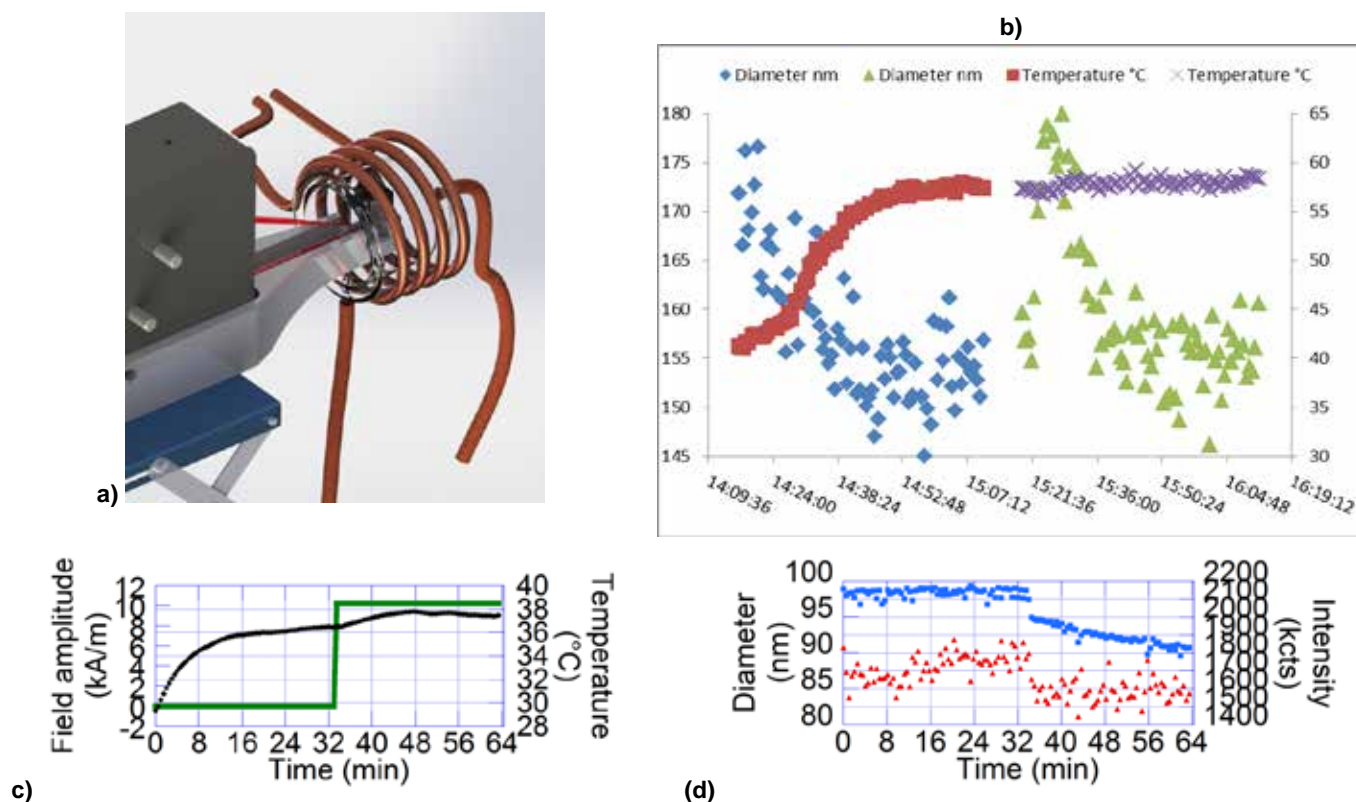 b)
Diameter nm Diameter nm Temperature °C Temperature °C
180 65
175 60
170 55
165 50
160 45
155 40
150 35
145 30
14:09:36 14:24:00 14:38:24 14:52:48 15:07:12 15:21:36 15:36:00 15:50:24 16:04:48 16:19:12
a)
Field amplitude
(kA/m)
12
10
8
6
4
2
0
-2
40
38
36
34
32
30
28
Temperature
(°C)
0 8 16 24 32 40 48 56 64
Time (min)
c)
Diameter
(nm)
100
95
90
85
80
2200
2100
2000
1900
1800
1700
1600
1500
1400
Intensity
(kcts)
0 8 16 24 32 40 48 56 64
Time (min)
(d)